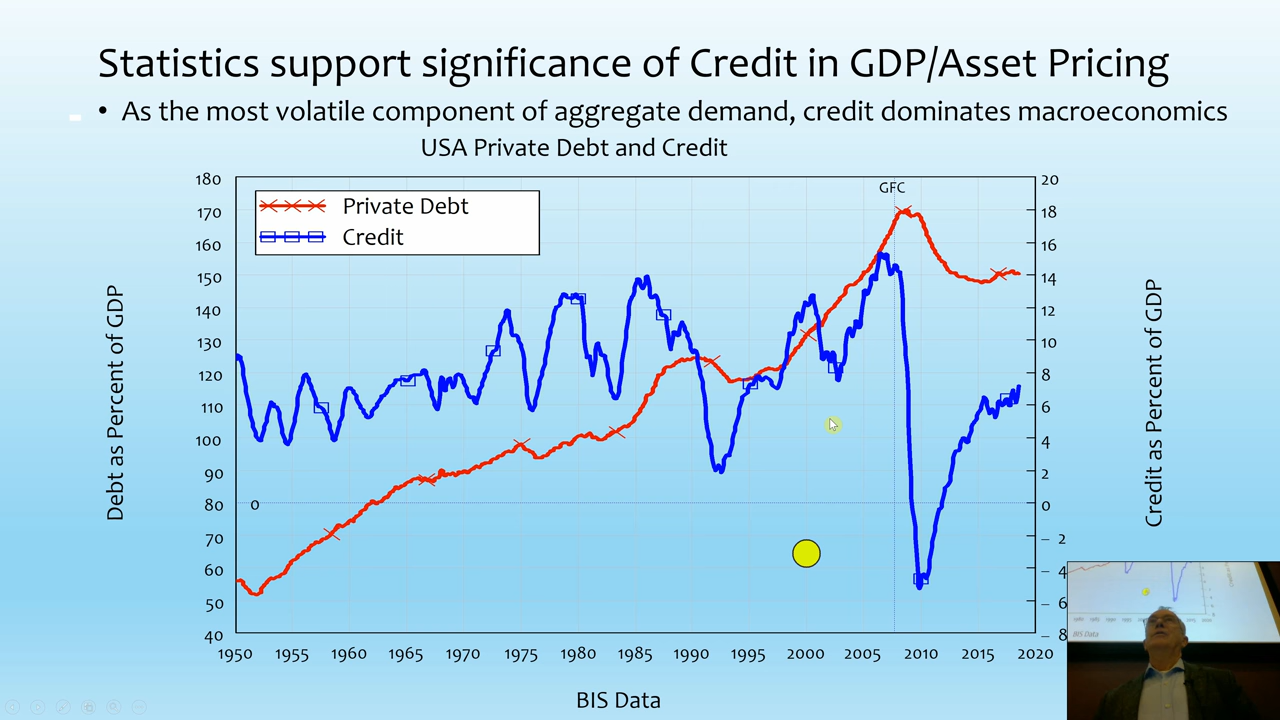 Statistics support significance of Credit in GDP/Asset Pricing
• As the most volatile component of aggregate demand, credit dominates macroeconomics
USA Private Debt and Credit
GFC
Private Debt
Credit
Debt as Percent of GDP
180
170
160
150
140
130
120
110
100
90
80
70
60
50
40
0
20
18
16
14
12
10
8
6
4
2
0
– 2
– 4
– 6
– 8
Credit as Percent of GDP
1950 1955 1960 1965 1970 1975 1980 1985 1990 1995 2000 2005 2010 2015 2020
BIS Data
BIS Data